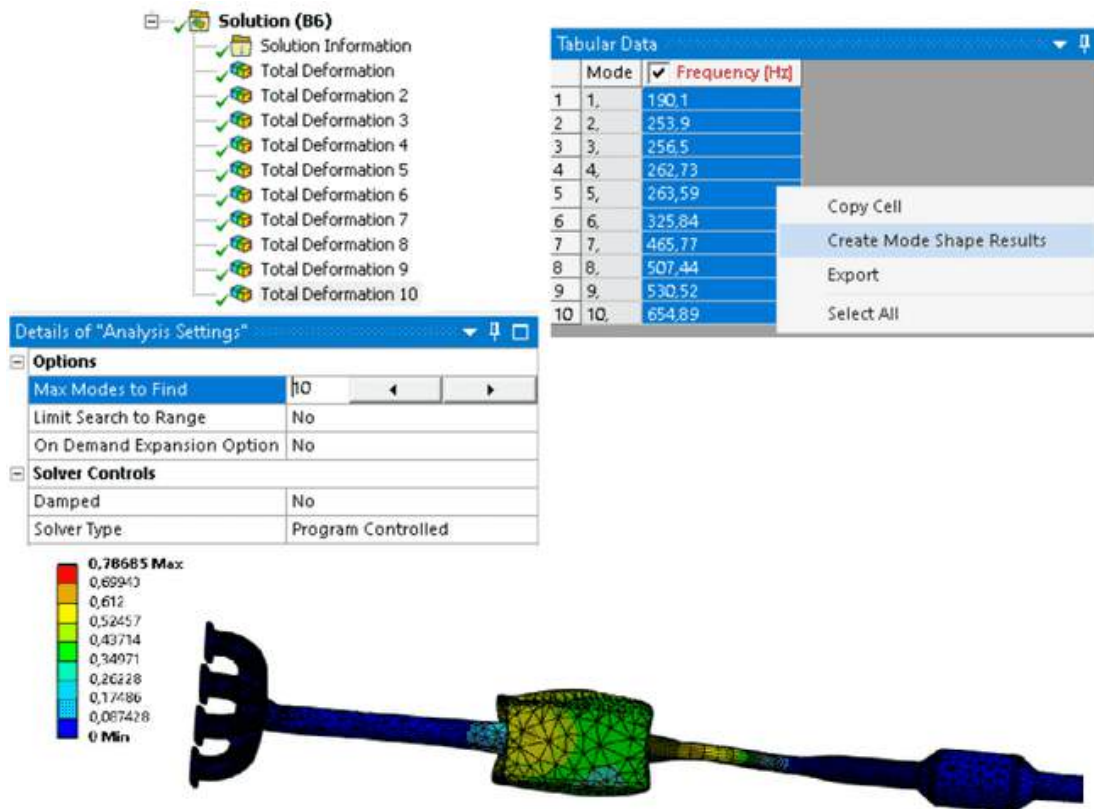 Solution (B6)
Solution Information
Total Deformation
Total Deformation 2
Total Deformation 3
Total Deformation 4
Total Deformation 5
Total Deformation 6
Total Deformation 7
Total Deformation 8
Total Deformation 9
Total Deformation 10
Tabular Data
Mode Frequency [Hz]
1 1, 190,1
2 2, 253,9
3 3, 256,5
4 4, 262,73
5 5, 263,59
6 6, 325,84
7 7, 465,77
8 8, 507,44
9 9, 530,52
10 10, 654,89
Copy Cell
Create Mode Shape Results
Export
Select All
Details of "Analysis Settings"
Options
Max Modes to Find 10
Limit Search to Range No
On Demand Expansion Option No
Solver Controls
Damped No
Solver Type Program Controlled
0,78685 Max
0,69943
0,612
0,52457
0,43714
0,34971
0,26228
0,17486
0,087428
0 Min